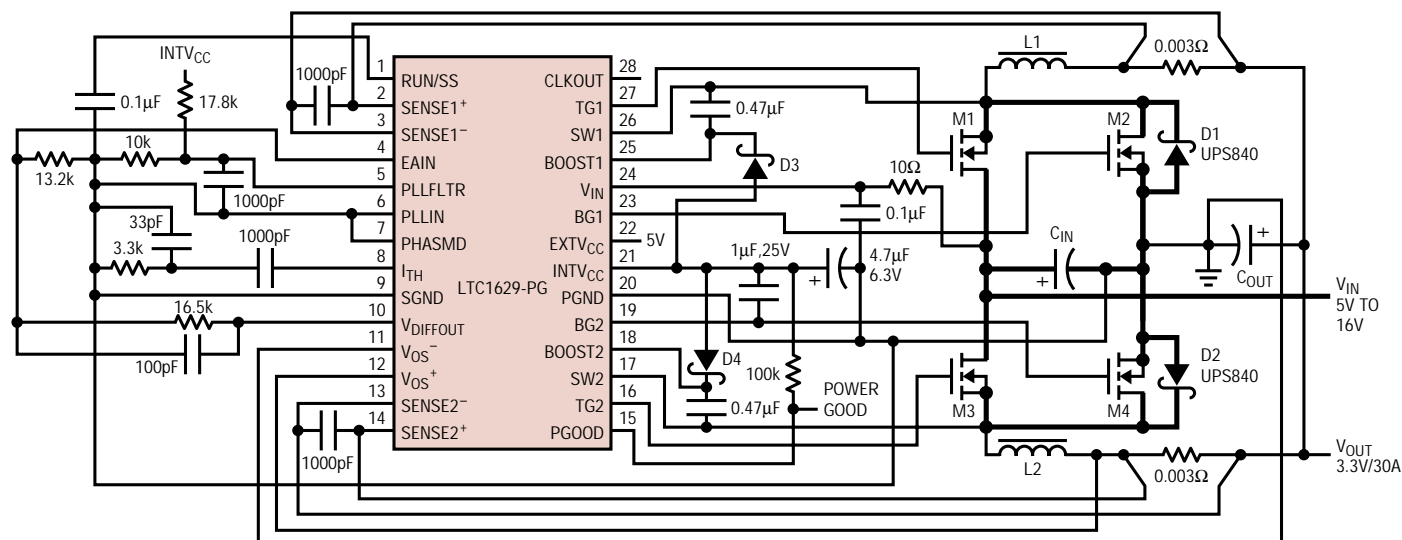 INTVCC
0.1µF
17.8k
1000pF
10k
13.2k
1000pF
33pF
3.3k
1000pF
16.5k
100pF
1000pF
1 RUN/SS
2 SENSE1+
3 SENSE1−
4 EAIN
5 PLLFLTR
6 PLLIN
7 PHASMD
8 ITH
9 SGND
10 VDIFFOUT
11 VOS−
12 VOS+
13 SENSE2−
14 SENSE2+
LTC1629-PG
CLKOUT 28
TG1 27
SW1 26
BOOST1 25
VIN 24
BG1 23
EXTVCC 22
INTVCC 21
PGND 20
BG2 19
BOOST2 18
SW2 17
TG2 16
PGOOD 15
0.47µF
D3
10Ω
0.1µF
5V
1µF,25V
4.7µF
6.3V
+
D4
0.47µF
100k
POWER
GOOD
L1
0.003Ω
M1
M2
D1
UPS840
CIN
+
COUT
+
VIN
5V TO
16V
M3
M4
D2
UPS840
L2
0.003Ω
VOUT
3.3V/30A